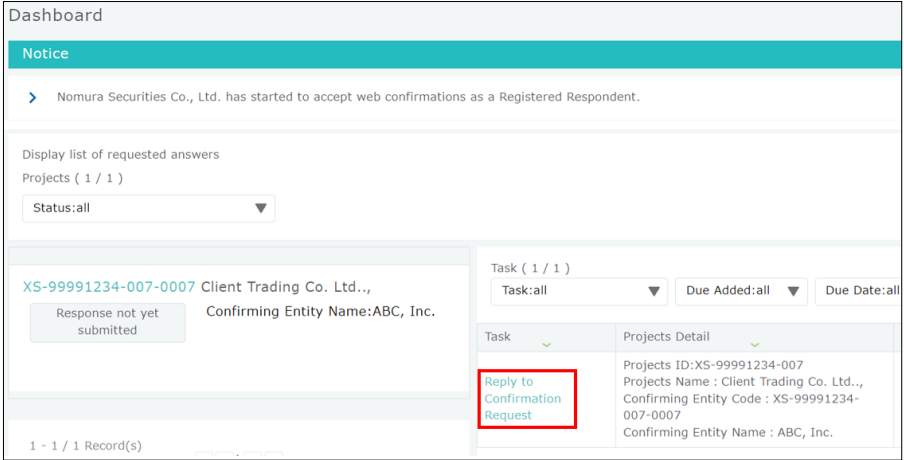 Dashboard
Notice
Nomura Securities Co., Ltd. has started to accept web confirmations as a Registered Respondent.
Display list of requested answers
Projects ( 1 / 1 )
Status:all
XS-99991234-007-0007 Client Trading Co. Ltd..,
Response not yet
submitted
Confirming Entity Name:ABC, Inc.
1 - 1 / 1 Record(s)
Task ( 1 / 1 )
Task:all
Due Added:all
Due Date:all
Task
Projects Detail
Reply to
Confirmation
Request
Projects ID:XS-99991234-007
Projects Name : Client Trading Co. Ltd..,
Confirming Entity Code : XS-99991234-
007-0007
Confirming Entity Name : ABC, Inc.